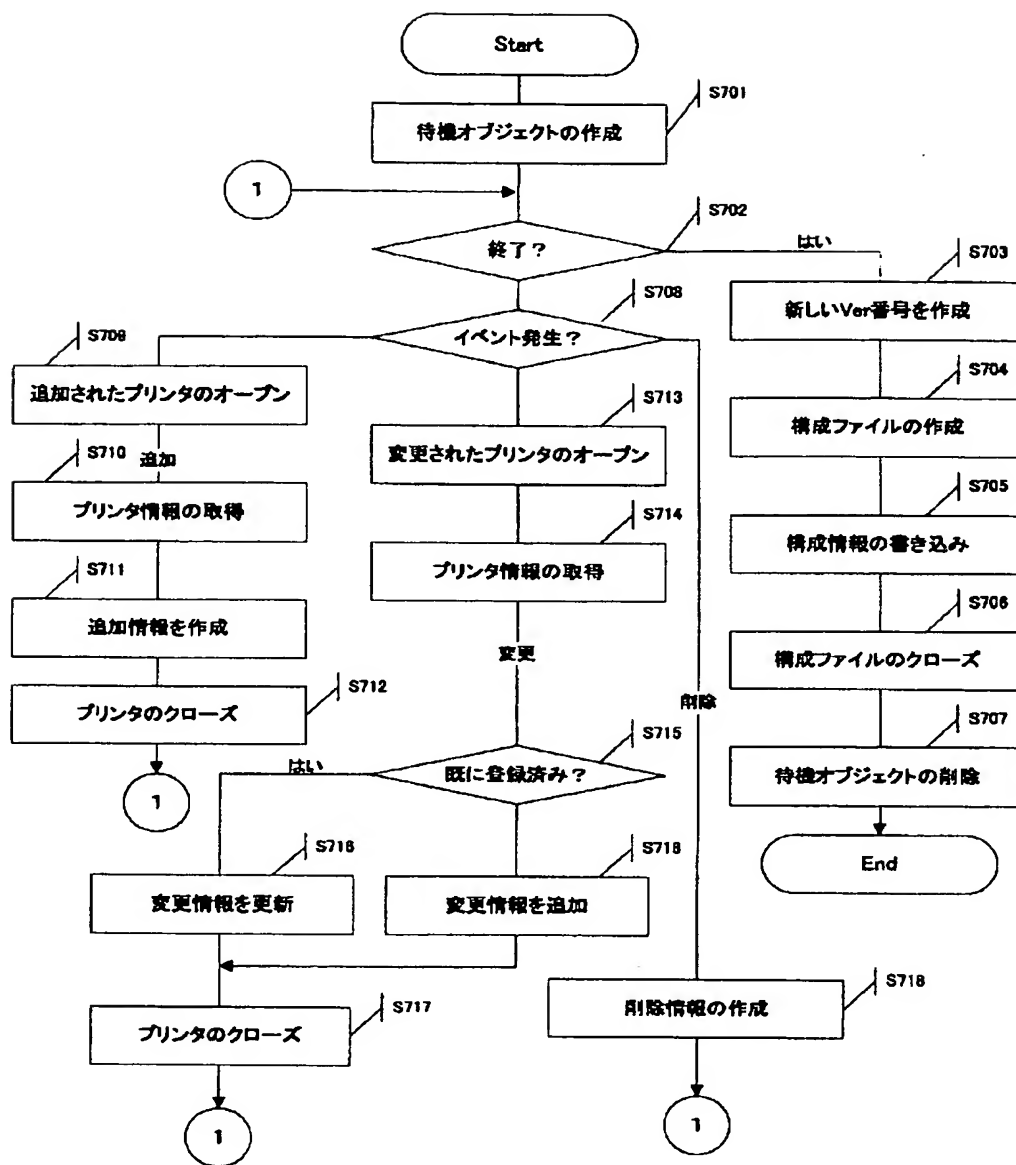 Start
S701
待機オブジェクトの作成
1
S702
終了？
はい
S703
新しいVer番号を作成
S708
イベント発生？
S709
追加されたプリンタのオープン
S704
構成ファイルの作成
S713
変更されたプリンタのオープン
S710
追加
プリンタ情報の取得
S705
構成情報の書き込み
S714
プリンタ情報の取得
S711
追加情報を作成
S706
構成ファイルのクローズ
変更
S712
プリンタのクローズ
削除
S707
待機オブジェクトの削除
S715
はい
既に登録済み？
1
End
S716
変更情報を更新
S718
変更情報を追加
S718
削除情報の作成
S717
プリンタのクローズ
1
1